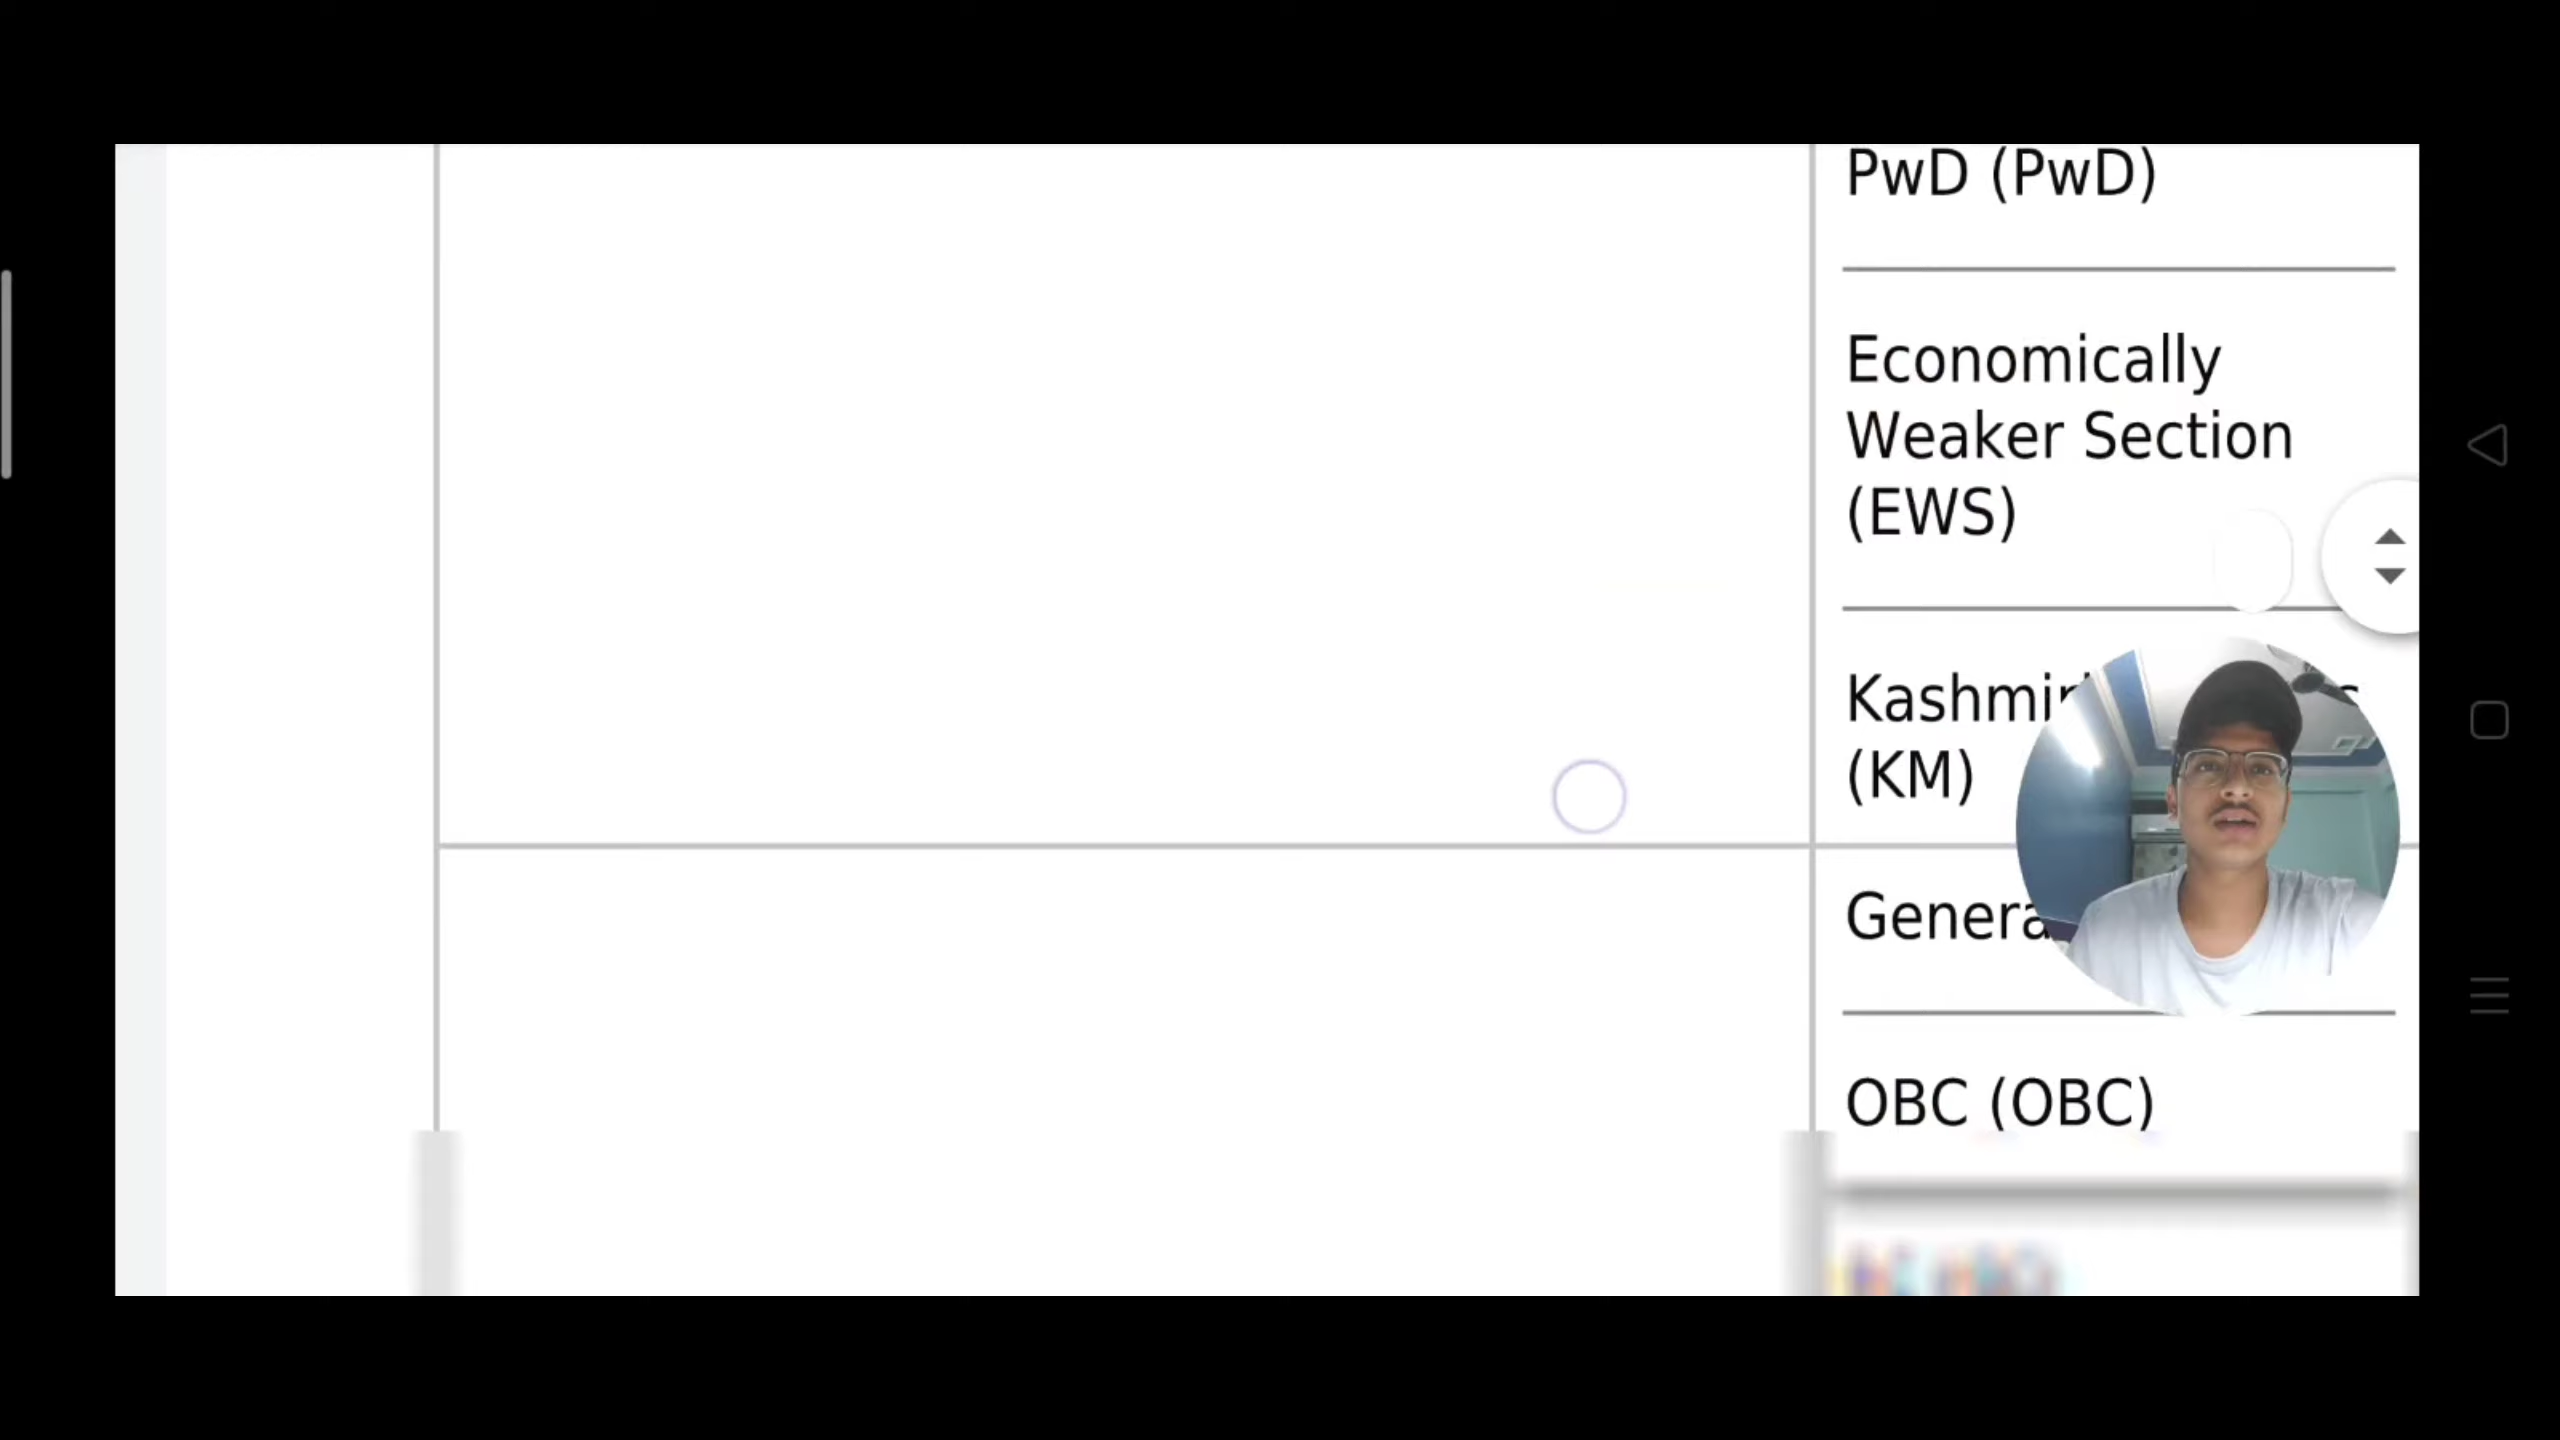 PwD (PwD)
Economically
Weaker Section
(EWS)
(KM)
OBC (OBC)